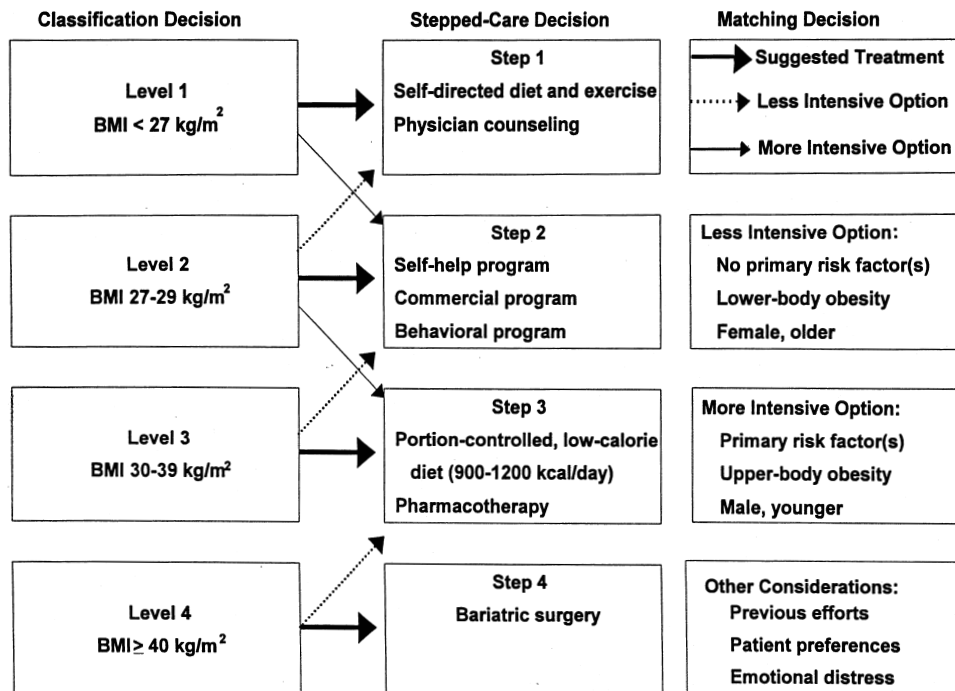 Classification Decision
Level 1
BMI < 27 kg/m²
Level 2
BMI 27-29 kg/m²
Level 3
BMI 30-39 kg/m²
Level 4
BMI ≥ 40 kg/m²
Stepped-Care Decision
Step 1
Self-directed diet and exercise
Physician counseling
Step 2
Self-help program
Commercial program
Behavioral program
Step 3
Portion-controlled, low-calorie
diet (900-1200 kcal/day)
Pharmacotherapy
Step 4
Bariatric surgery
Matching Decision
Suggested Treatment
Less Intensive Option
More Intensive Option
Less Intensive Option:
No primary risk factor(s)
Lower-body obesity
Female, older
More Intensive Option:
Primary risk factor(s)
Upper-body obesity
Male, younger
Other Considerations:
Previous efforts
Patient preferences
Emotional distress